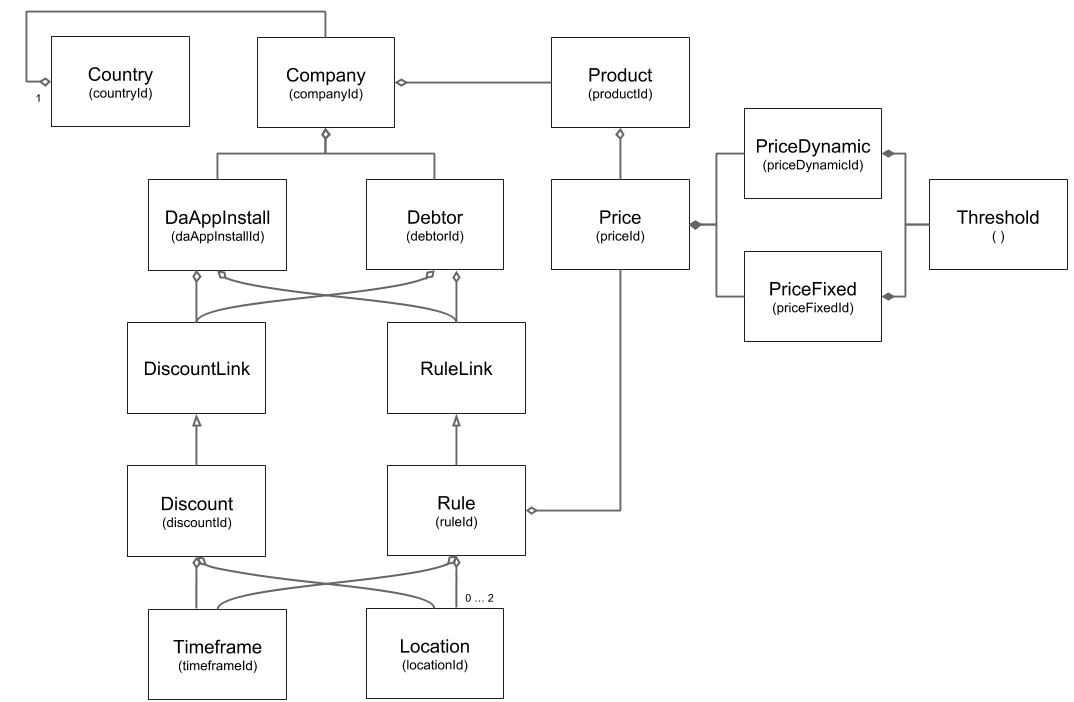 Country
(countryId)
1
Company
(companyId)
Product
(productId)
PriceDynamic
(priceDynamicId)
DaAppInstall
(daAppInstallId)
Debtor
(debtorId)
Price
(priceId)
Threshold
( )
PriceFixed
(priceFixedId)
DiscountLink
RuleLink
Discount
(discountId)
Rule
(ruleId)
0 ... 2
Timeframe
(timeframeId)
Location
(locationId)